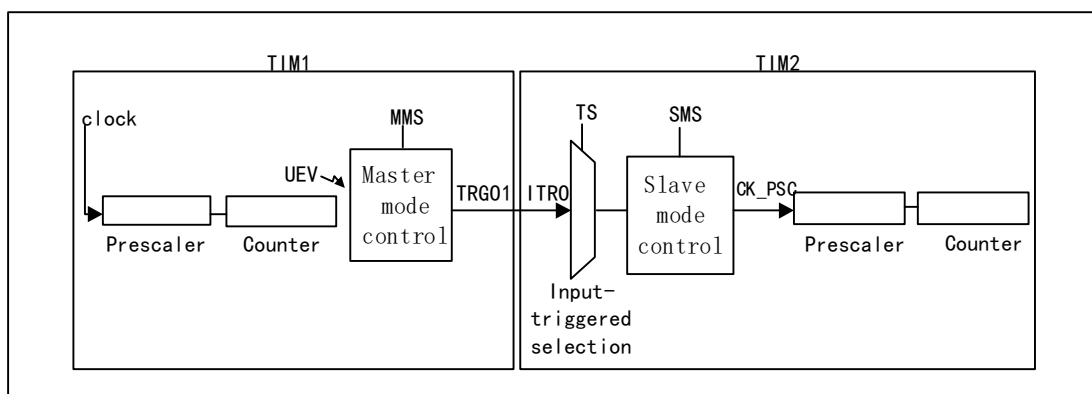 TIM1
TIM2
clock
MMS
TS
SMS
UEV
Master
mode
control
TRGO1
ITR0
Slave
mode
control
CK_PSC
Prescaler
Counter
Prescaler
Counter
Input-
triggered
selection